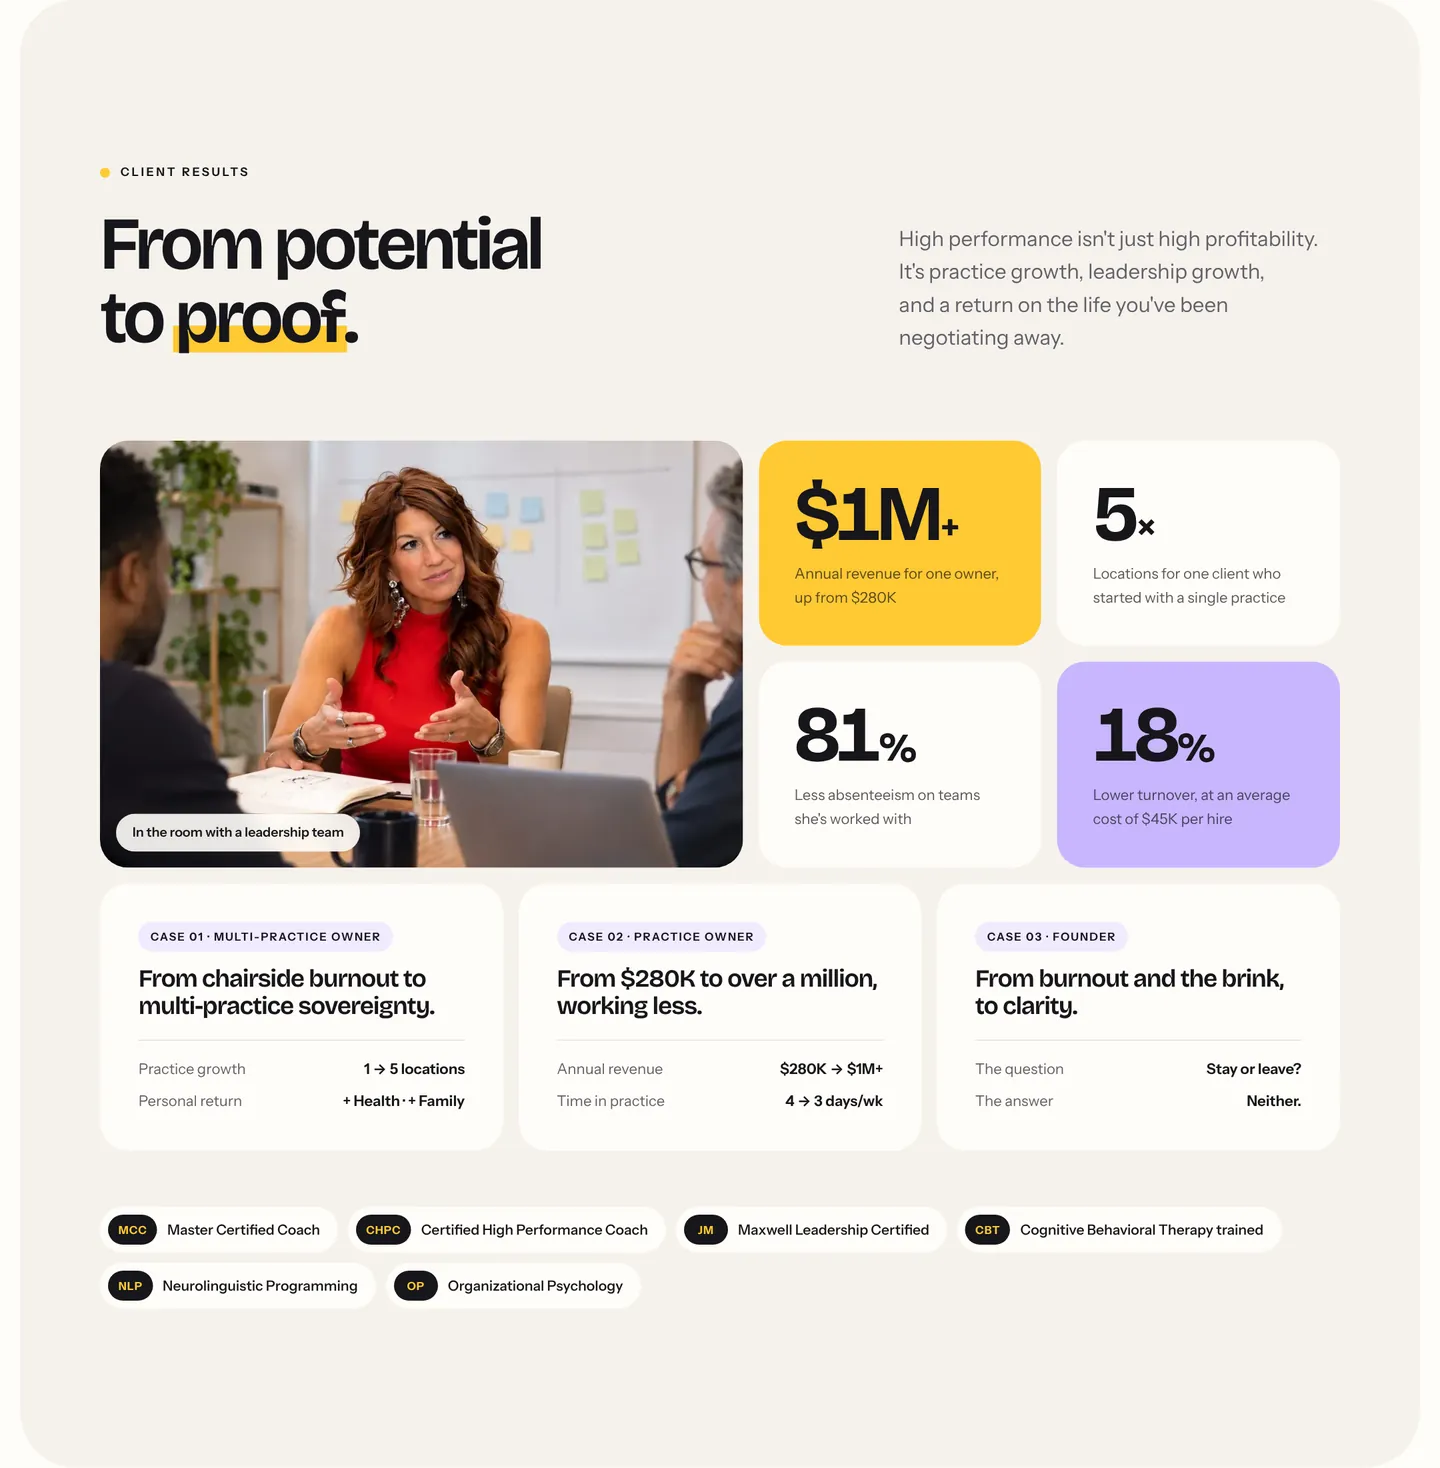 CLIENT RESULTS
From potential
to proof.
High performance isn't just high profitability.
It's practice growth, leadership growth,
and a return on the life you've been
negotiating away.
In the room with a leadership team
$1M+
Annual revenue for one owner,
up from $280K
5×
Locations for one client who
started with a single practice
81%
Less absenteeism on teams
she's worked with
18%
Lower turnover, at an average
cost of $45K per hire
CASE 01 · MULTI-PRACTICE OWNER
From chairside burnout to
multi-practice sovereignty.
Practice growth 1 → 5 locations
Personal return + Health · + Family
CASE 02 · PRACTICE OWNER
From $280K to over a million,
working less.
Annual revenue $280K → $1M+
Time in practice 4 → 3 days/wk
CASE 03 · FOUNDER
From burnout and the brink,
to clarity.
The question Stay or leave?
The answer Neither.
MCC Master Certified Coach
CHPC Certified High Performance Coach
JM Maxwell Leadership Certified
CBT Cognitive Behavioral Therapy trained
NLP Neurolinguistic Programming
OP Organizational Psychology